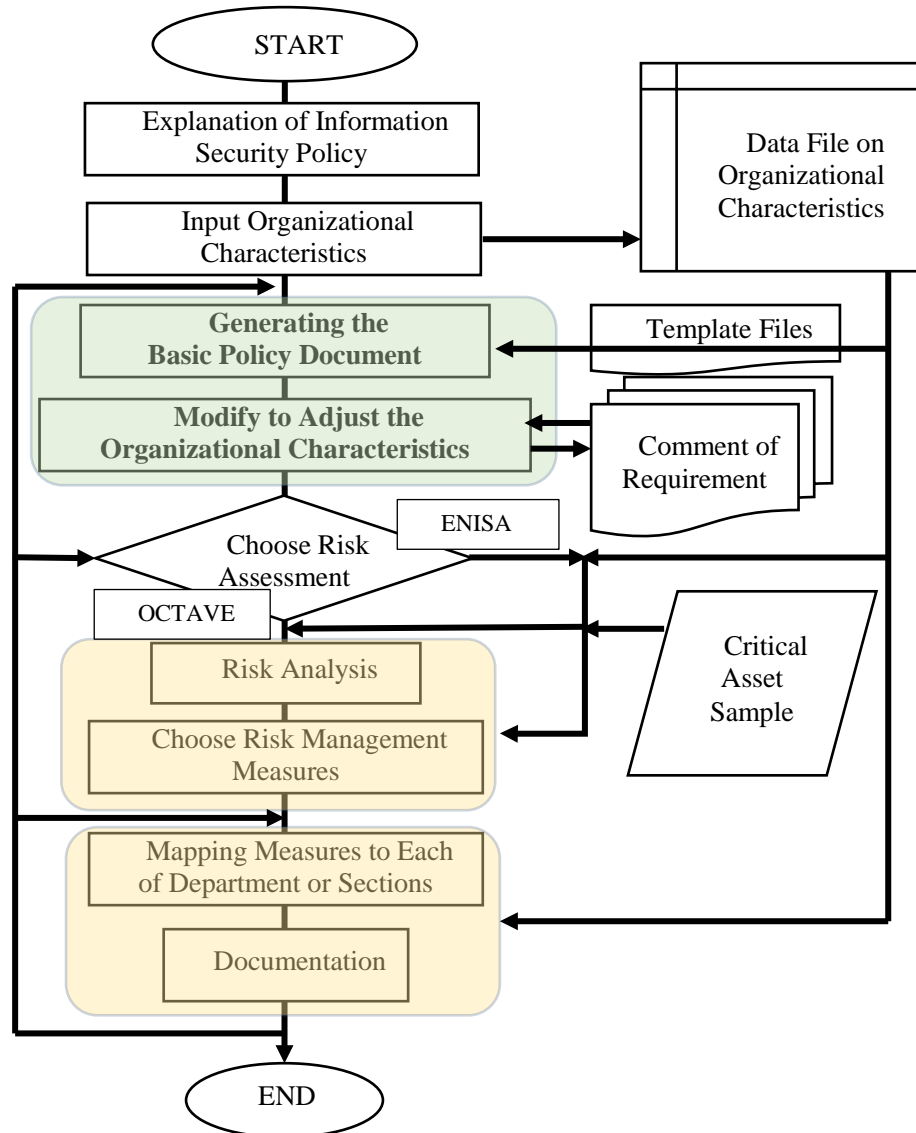 START
Explanation of Information
Security Policy
Input Organizational
Characteristics
Data File on
Organizational
Characteristics
Generating the
Basic Policy Document
Template Files
Modify to Adjust the
Organizational Characteristics
Comment of
Requirement
ENISA
Choose Risk
Assessment
OCTAVE
Risk Analysis
Critical
Asset
Sample
Choose Risk Management
Measures
Mapping Measures to Each
of Department or Sections
Documentation
END